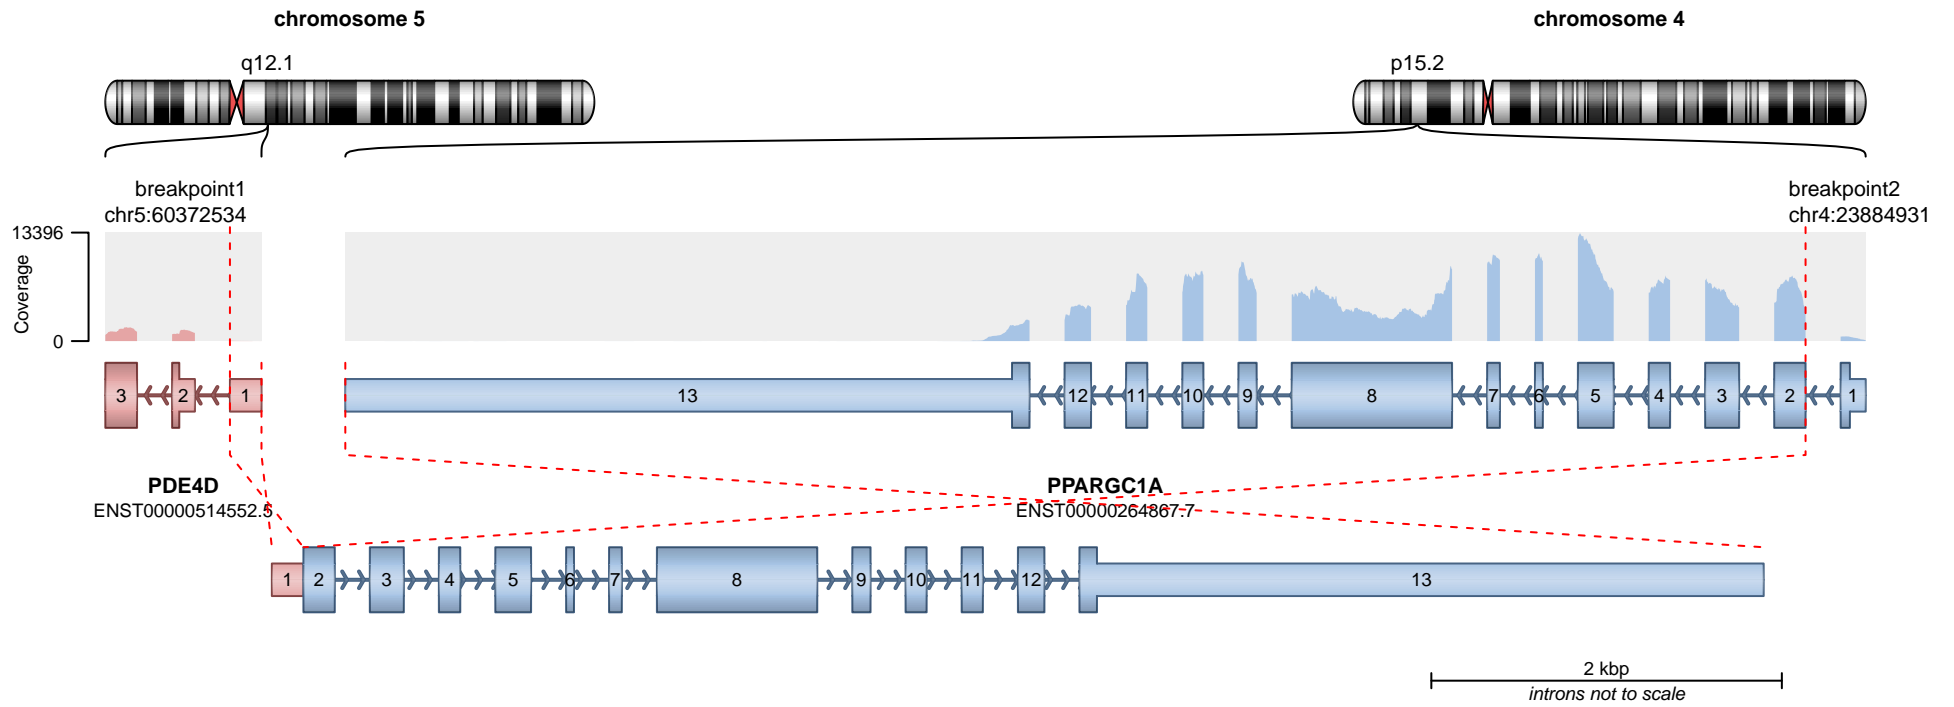 chromosome 5
chromosome 4
q12.1
p15.2
breakpoint1
chr5:60372534
breakpoint2
chr4:23884931
13396
Coverage
0
3
2
1
13
12
11
10
9
8
7
6
5
4
3
2
1
PDE4D
ENST00000514552.5
PPARGC1A
ENST00000264867.7
1
2
3
4
5
6
7
8
9
10
11
12
13
2 kbp
introns not to scale